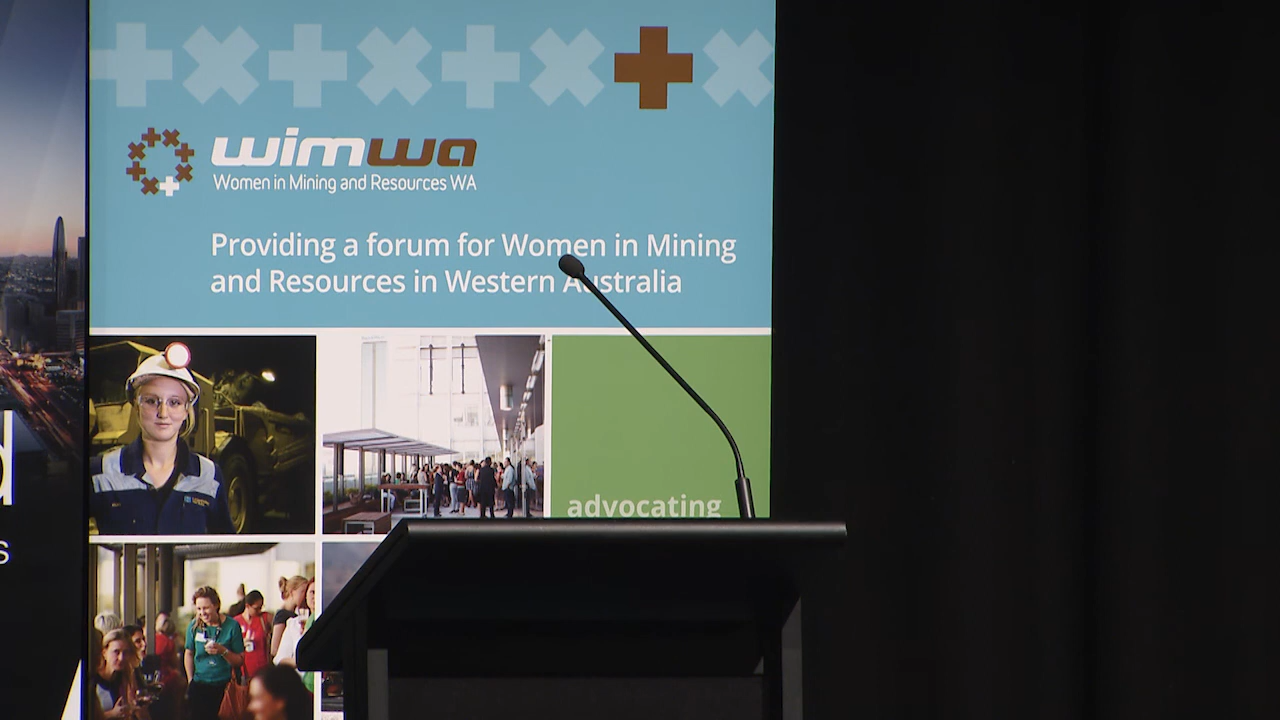 wimwa
Women in Mining and Resources WA
Providing a forum for Women in Mining
and Resources in Western Australia
advocating